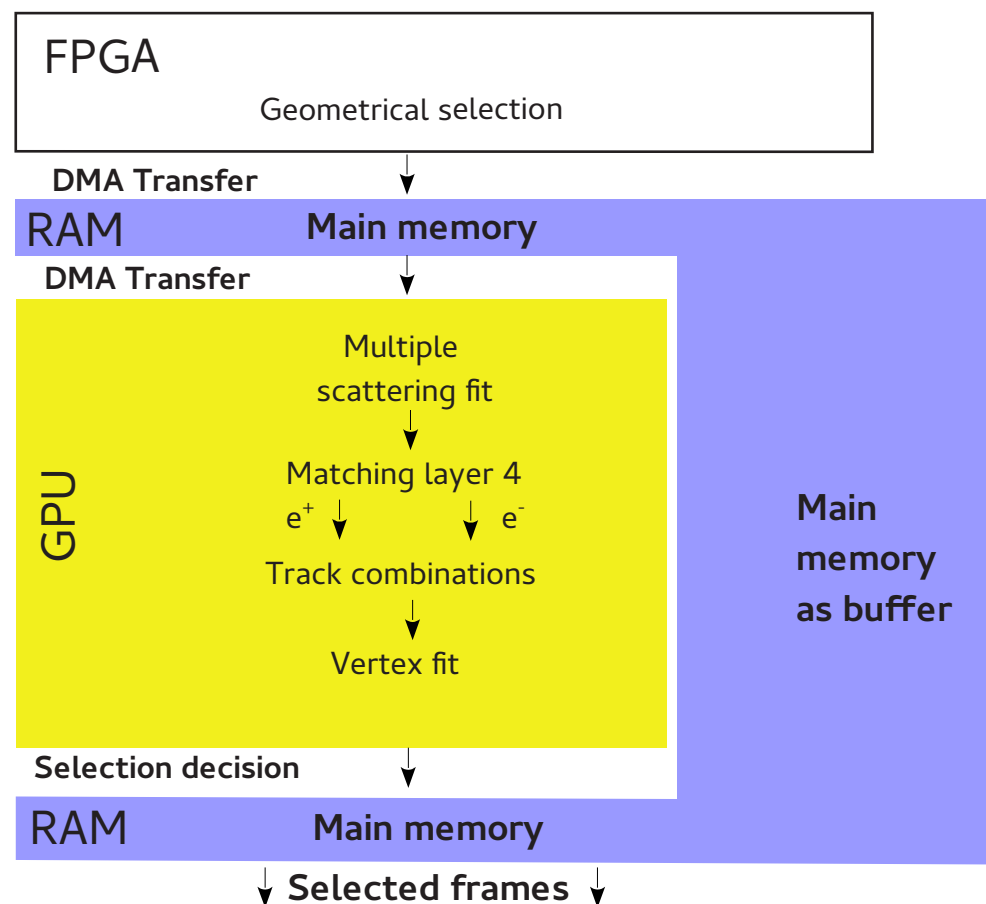 FPGA
Geometrical selection
DMA Transfer
RAM Main memory
DMA Transfer
GPU
Multiple
scattering fit
Matching layer 4
e⁺ e⁻
Track combinations
Vertex fit
Main
memory
as buffer
Selection decision
RAM Main memory
Selected frames